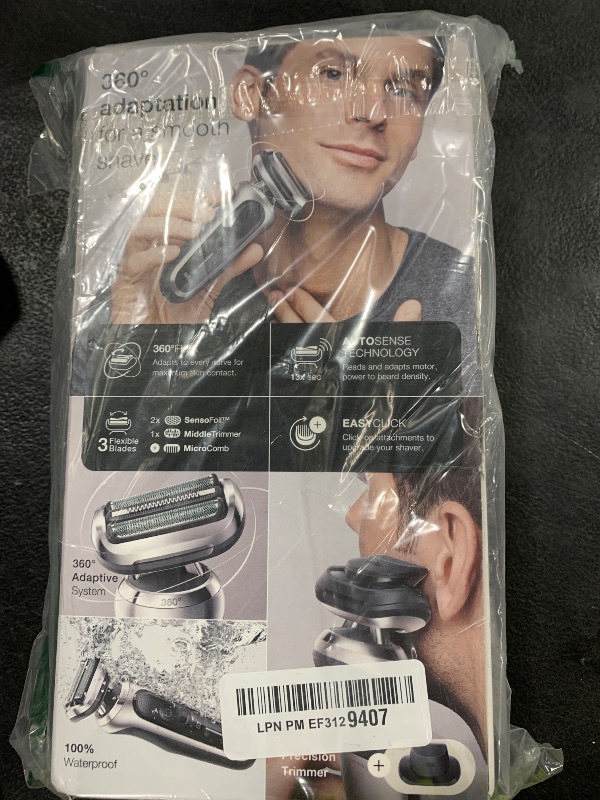 360°
adaptation
for a smooth
shave
360°
Adapts to every curve for
maximum skin contact.
13x sec
AUTOSENSE
TECHNOLOGY
Reads and adapts motor
power to beard density.
3 Flexible
Blades
2x SensoFoil™
1x MiddleTrimmer
+ MicroComb
EASYCLICK
Click-on attachments to
upgrade your shaver.
360°
Adaptive
System
360°
100%
Waterproof
LPN PM EF312 9407
Precision
Trimmer
+